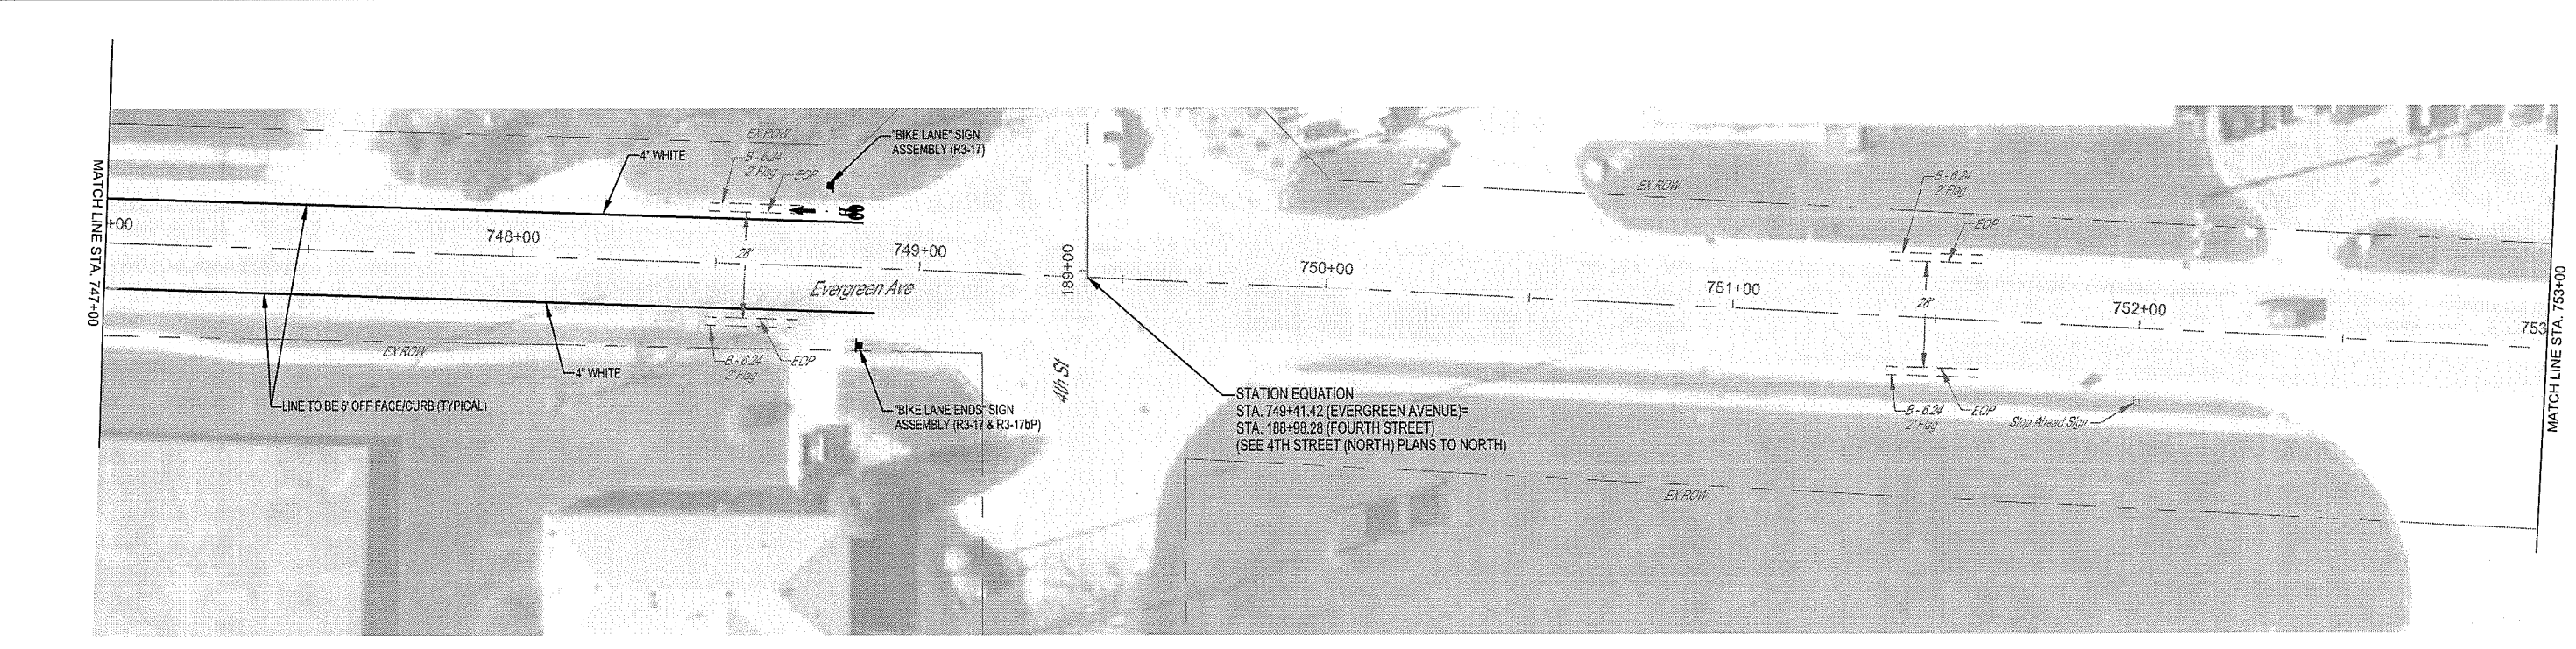 MATCH LINE STA. 747+00
+00
EX ROW
"BIKE LANE" SIGN
ASSEMBLY (R3-17)
4" WHITE
B - 6.24
2' Flag
EOP
748+00
28'
749+00
Evergreen Ave
EX ROW
4" WHITE
B - 6.24
2' Flag
EOP
LINE TO BE 5' OFF FACE/CURB (TYPICAL)
"BIKE LANE ENDS" SIGN
ASSEMBLY (R3-17 & R3-17bP)
189+00
4th St
STATION EQUATION
STA. 749+41.42 (EVERGREEN AVENUE)=
STA. 188+98.28 (FOURTH STREET)
(SEE 4TH STREET (NORTH) PLANS TO NORTH)
750+00
EX ROW
B - 6.24
2' Flag
EOP
751+00
28'
752+00
753
B - 6.24
2' Flag
EOP
Stop Ahead Sign
EX ROW
MATCH LINE STA. 753+00